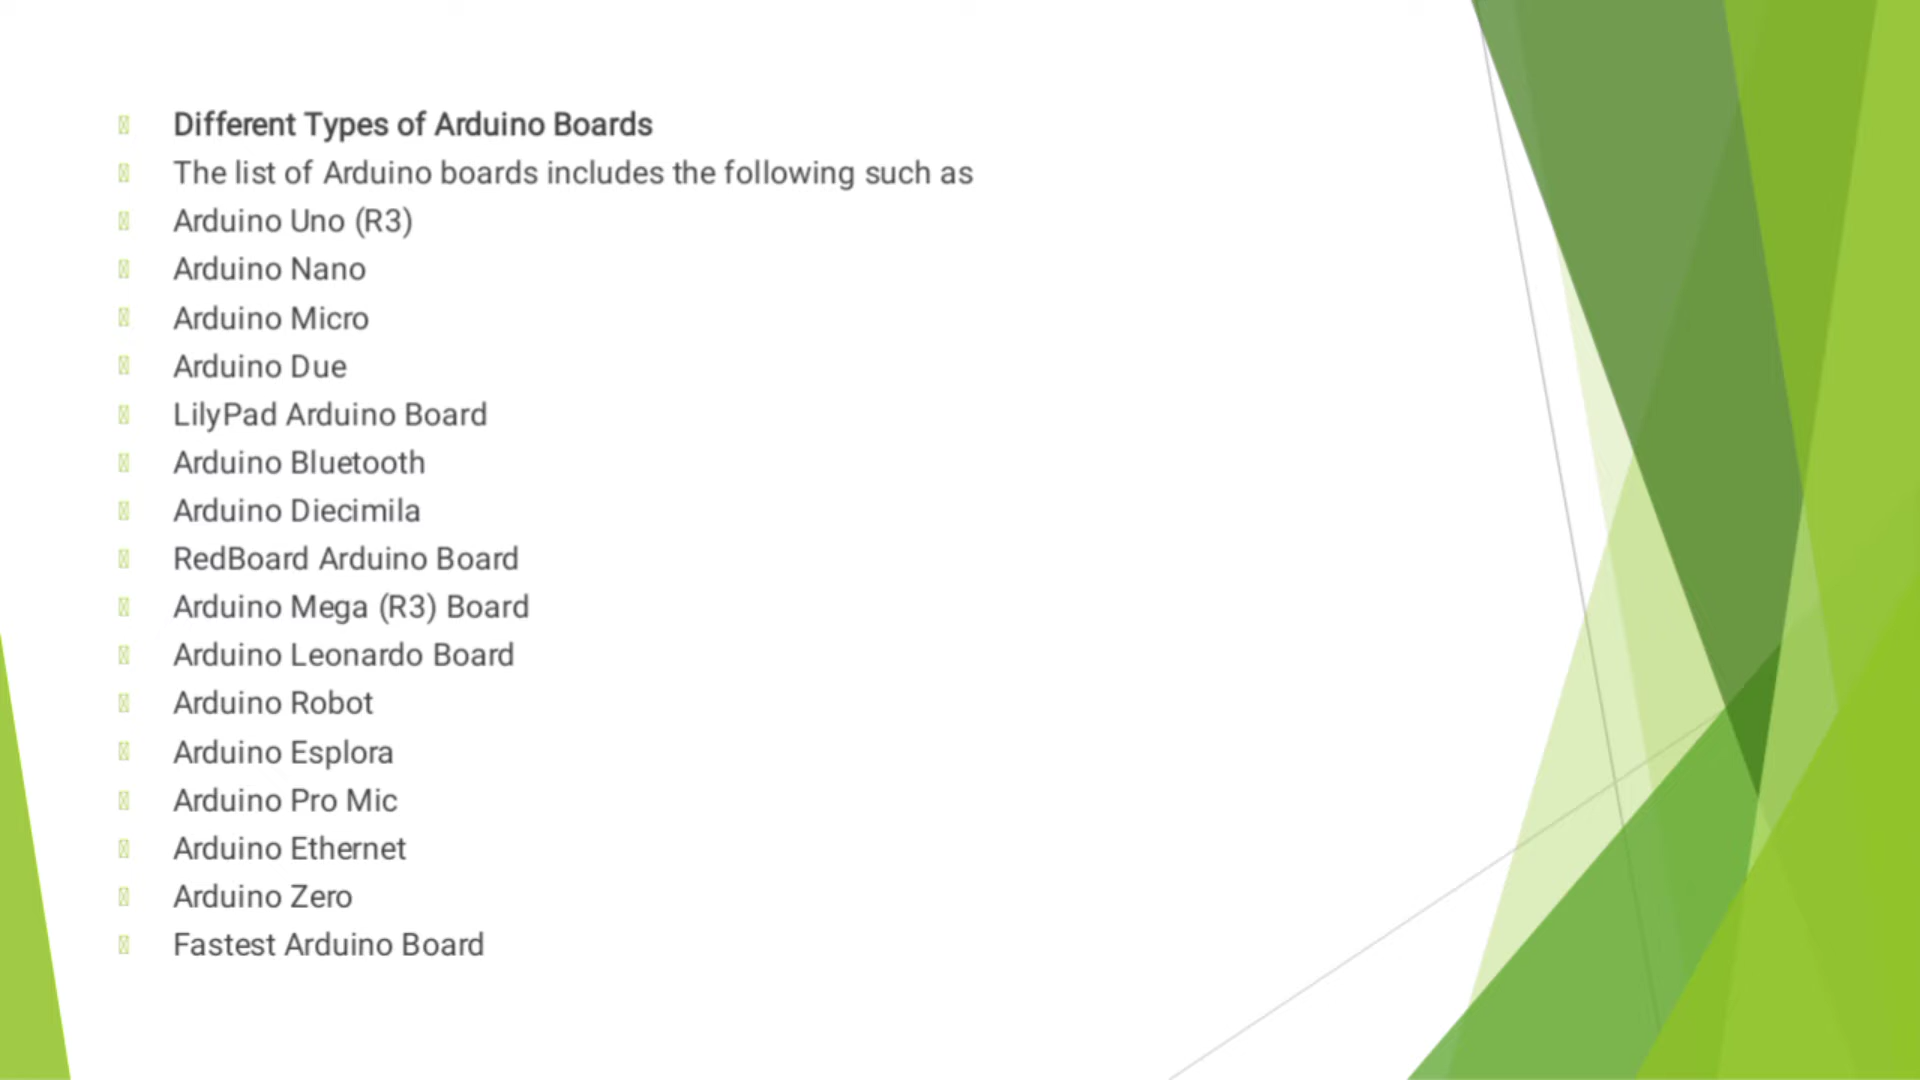 Different Types of Arduino Boards
The list of Arduino boards includes the following such as
Arduino Uno (R3)
Arduino Nano
Arduino Micro
Arduino Due
LilyPad Arduino Board
Arduino Bluetooth
Arduino Diecimila
RedBoard Arduino Board
Arduino Mega (R3) Board
Arduino Leonardo Board
Arduino Robot
Arduino Esplora
Arduino Pro Mic
Arduino Ethernet
Arduino Zero
Fastest Arduino Board